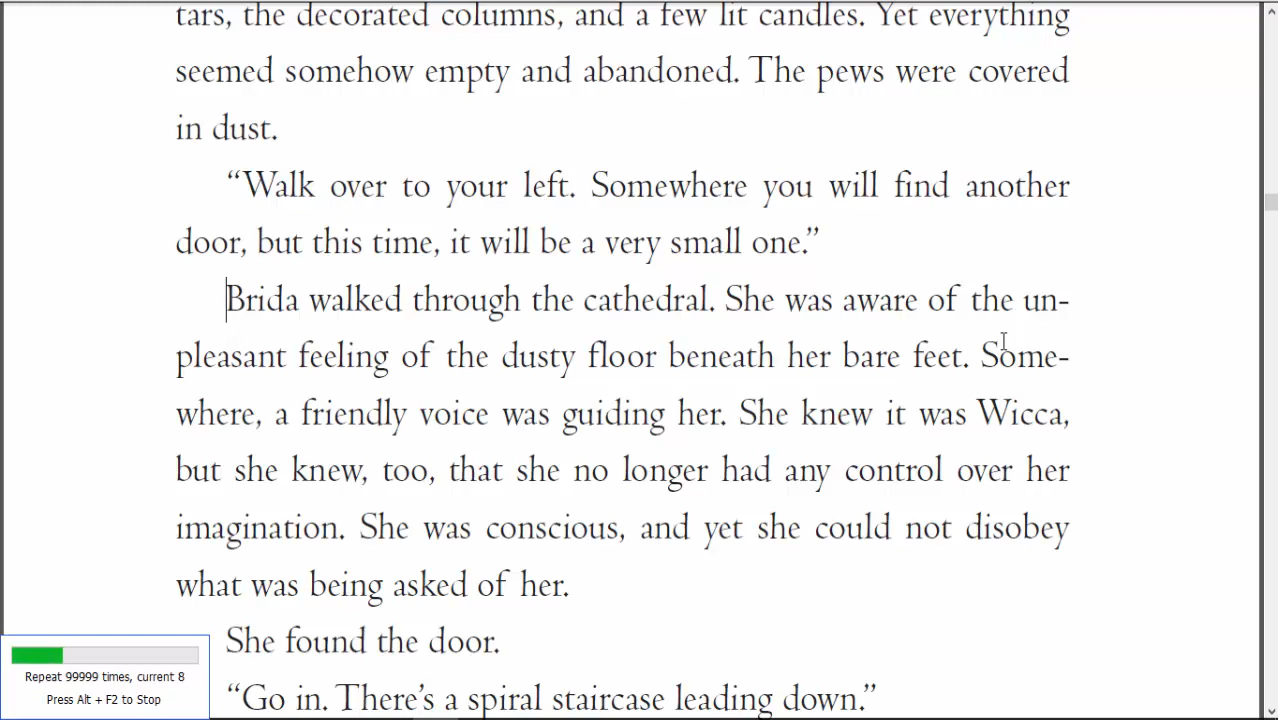 tars, the decorated columns, and a few lit candles. Yet everything
seemed somehow empty and abandoned. The pews were covered
in dust.
“Walk over to your left. Somewhere you will find another
door, but this time, it will be a very small one.”
Brida walked through the cathedral. She was aware of the un-
pleasant feeling of the dusty floor beneath her bare feet. Some-
where, a friendly voice was guiding her. She knew it was Wicca,
but she knew, too, that she no longer had any control over her
imagination. She was conscious, and yet she could not disobey
what was being asked of her.
She found the door.
“Go in. There’s a spiral staircase leading down.”
Repeat 99999 times, current 8
Press Alt + F2 to Stop